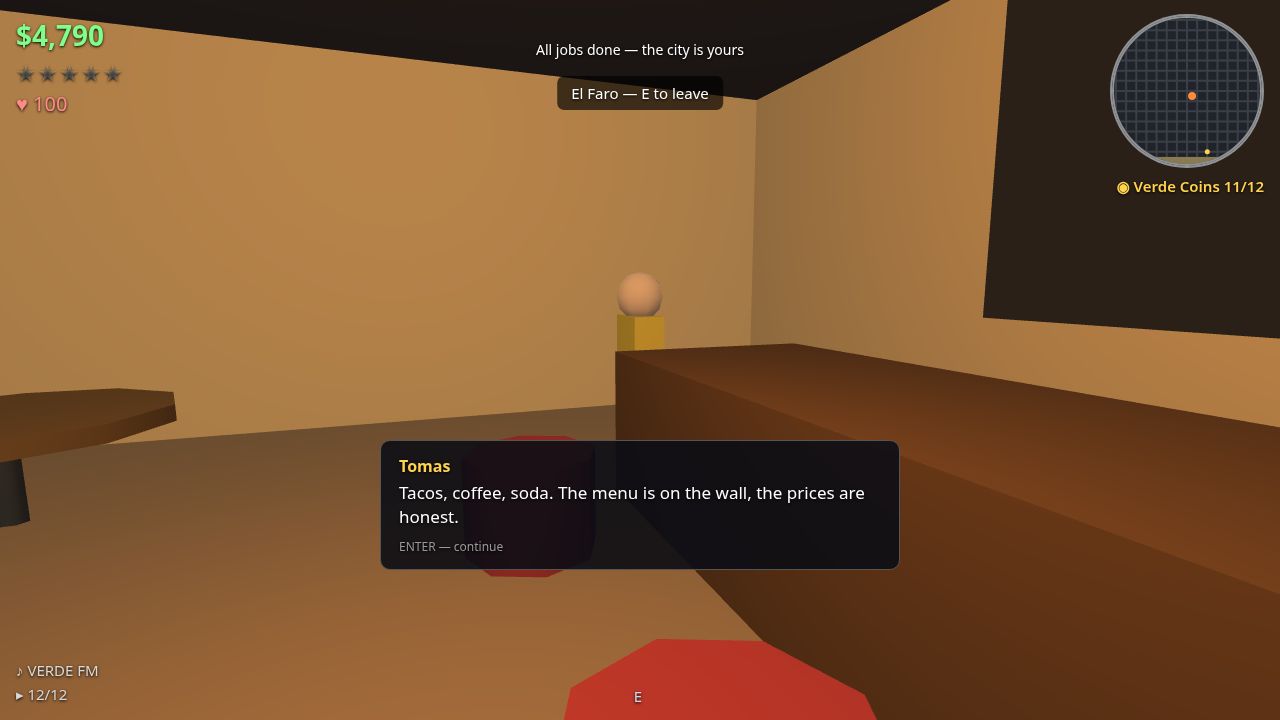 $4,790
★★★★★
♥ 100
All jobs done — the city is yours
El Faro — E to leave
◉ Verde Coins 11/12
Tomas
Tacos, coffee, soda. The menu is on the wall, the prices are
honest.
ENTER — continue
♪ VERDE FM
▸ 12/12
E